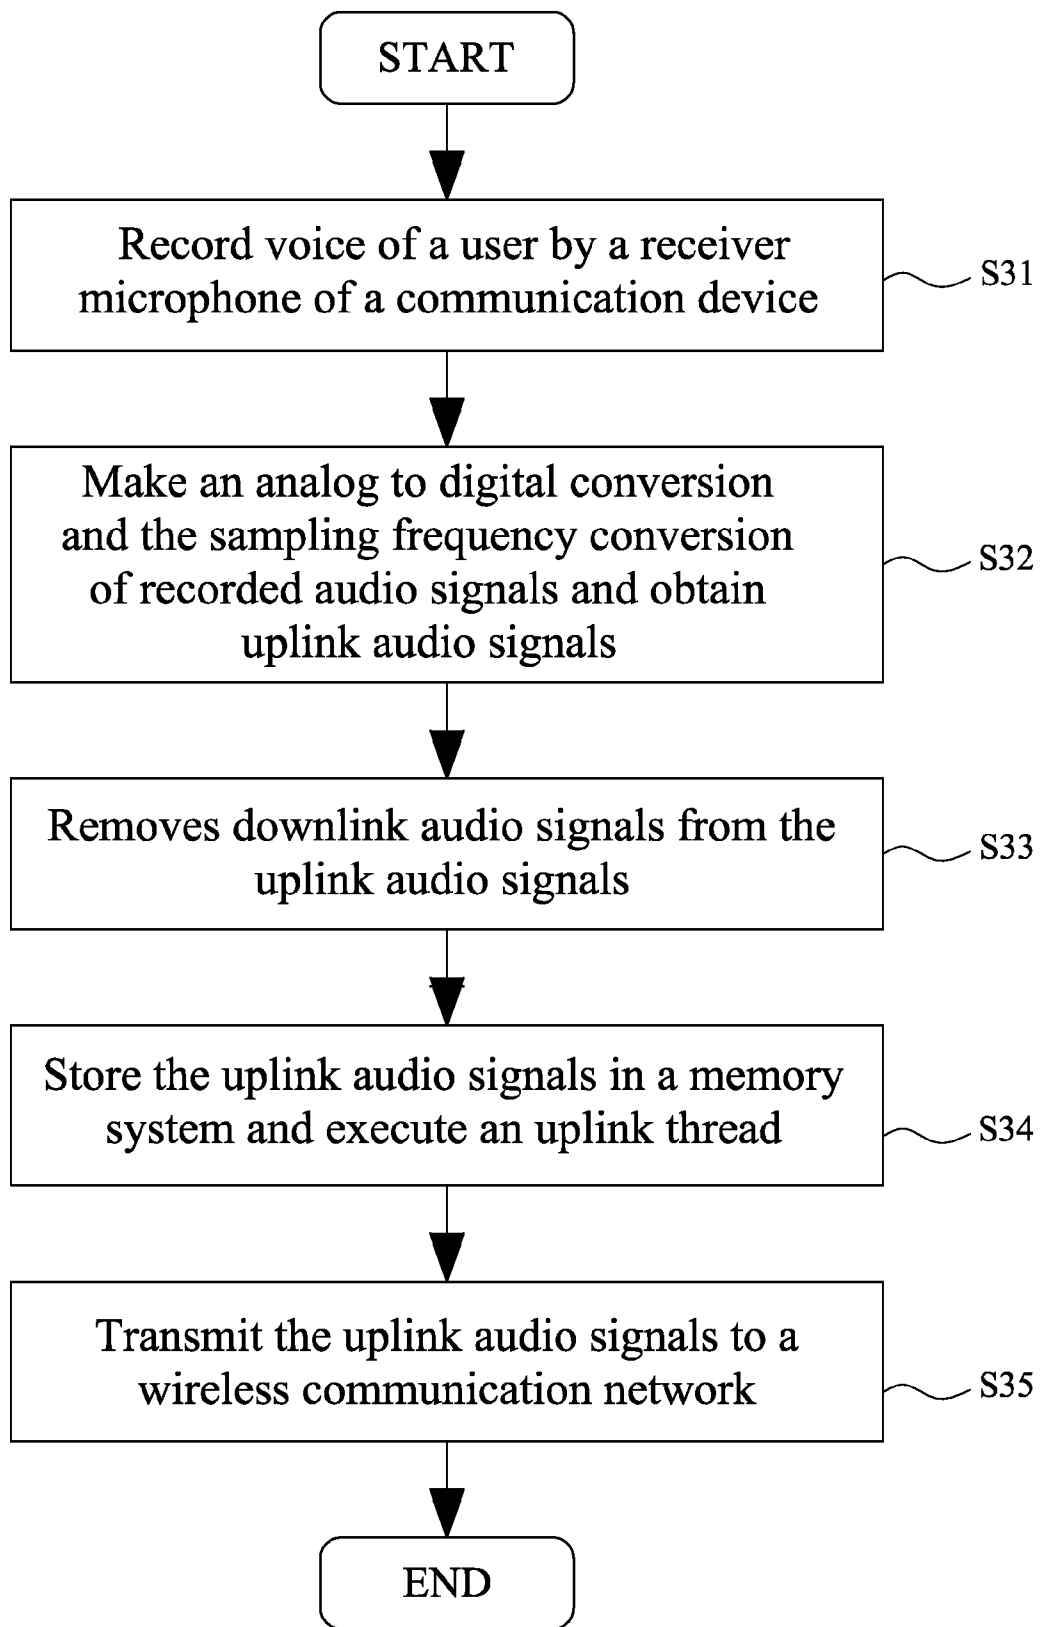 START
Record voice of a user by a receiver
microphone of a communication device
S31
Make an analog to digital conversion
and the sampling frequency conversion
of recorded audio signals and obtain
uplink audio signals
S32
Removes downlink audio signals from the
uplink audio signals
S33
Store the uplink audio signals in a memory
system and execute an uplink thread
S34
Transmit the uplink audio signals to a
wireless communication network
S35
END